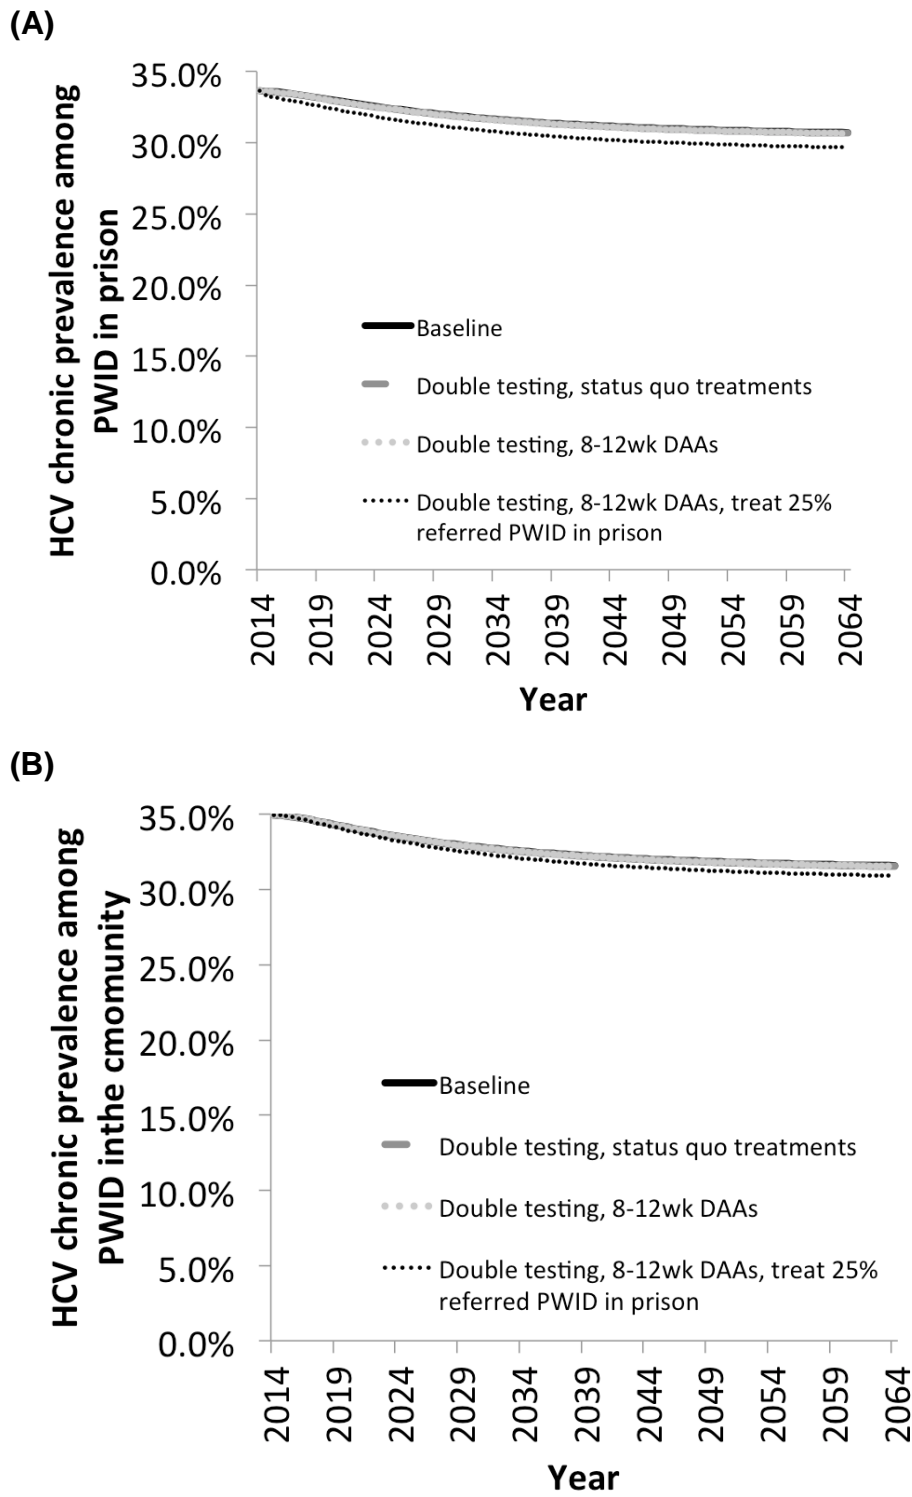 (A)
HCV chronic prevalence among
PWID in prison
35.0%
30.0%
25.0%
20.0%
15.0%
10.0%
5.0%
0.0%
Baseline
Double testing, status quo treatments
Double testing, 8-12wk DAAs
Double testing, 8-12wk DAAs, treat 25%
referred PWID in prison
2014
2019
2024
2029
2034
2039
2044
2049
2054
2059
2064
Year
(B)
HCV chronic prevalence among
PWID inthe cmomunity
35.0%
30.0%
25.0%
20.0%
15.0%
10.0%
5.0%
0.0%
Baseline
Double testing, status quo treatments
Double testing, 8-12wk DAAs
Double testing, 8-12wk DAAs, treat 25%
referred PWID in prison
2014
2019
2024
2029
2034
2039
2044
2049
2054
2059
2064
Year